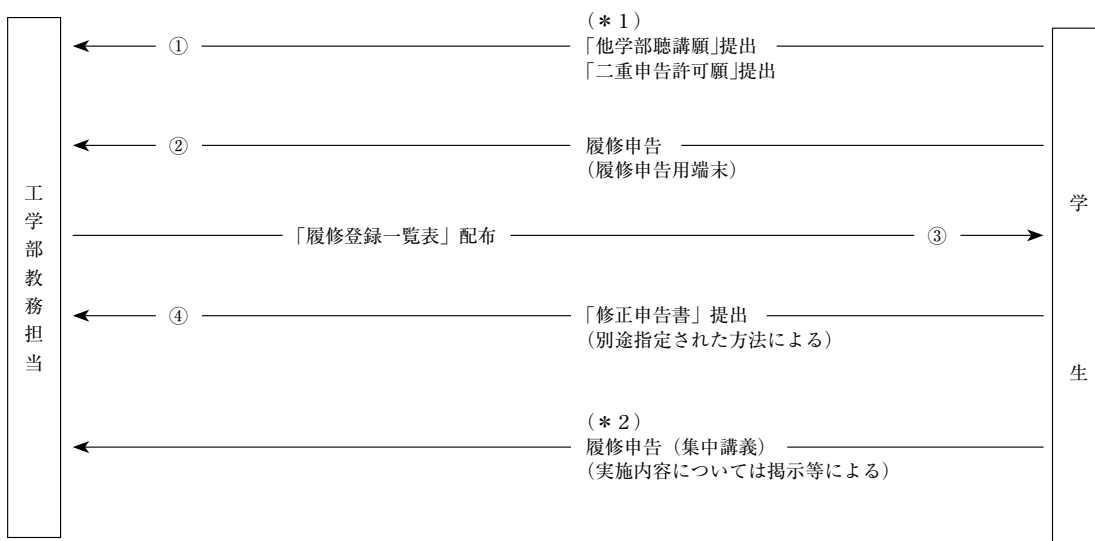 (＊１)
① 「他学部聴講願」提出
「二重申告許可願」提出
② 履修申告
(履修申告用端末)
「履修登録一覧表」配布 ③
④ 「修正申告書」提出
(別途指定された方法による)
(＊２)
履修申告（集中講義）
(実施内容については掲示等による)
工学部教務担当
学生